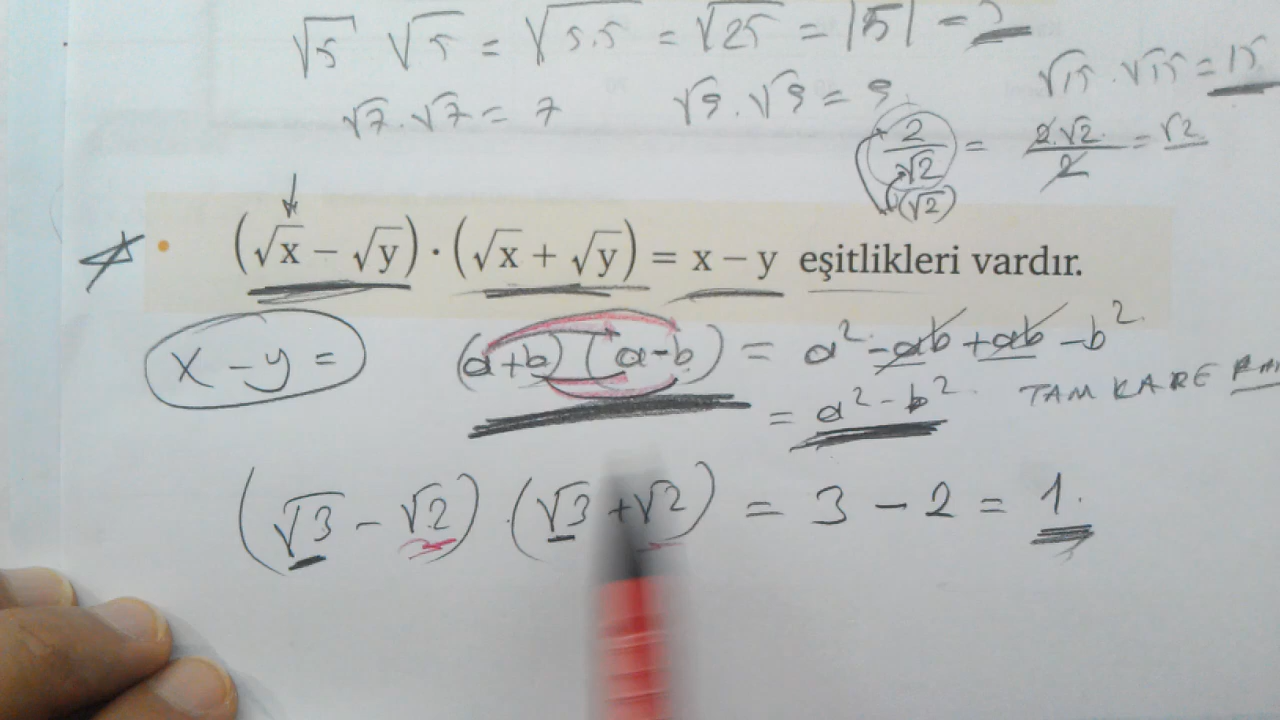 √5 √5 = √5.5 = √25 = |5| =
√15 . √15 = 15
√7 . √7 = 7
√9 . √9 = 9
2/√2 (√2) = 2.√2/2 = √2
• (√x − √y) · (√x + √y) = x − y eşitlikleri vardır.
x − y =
(a+b) (a−b) = a² − ab + ab − b²
= a² − b² TAM KARE
(√3 − √2) . (√3 + √2) = 3 − 2 = 1.